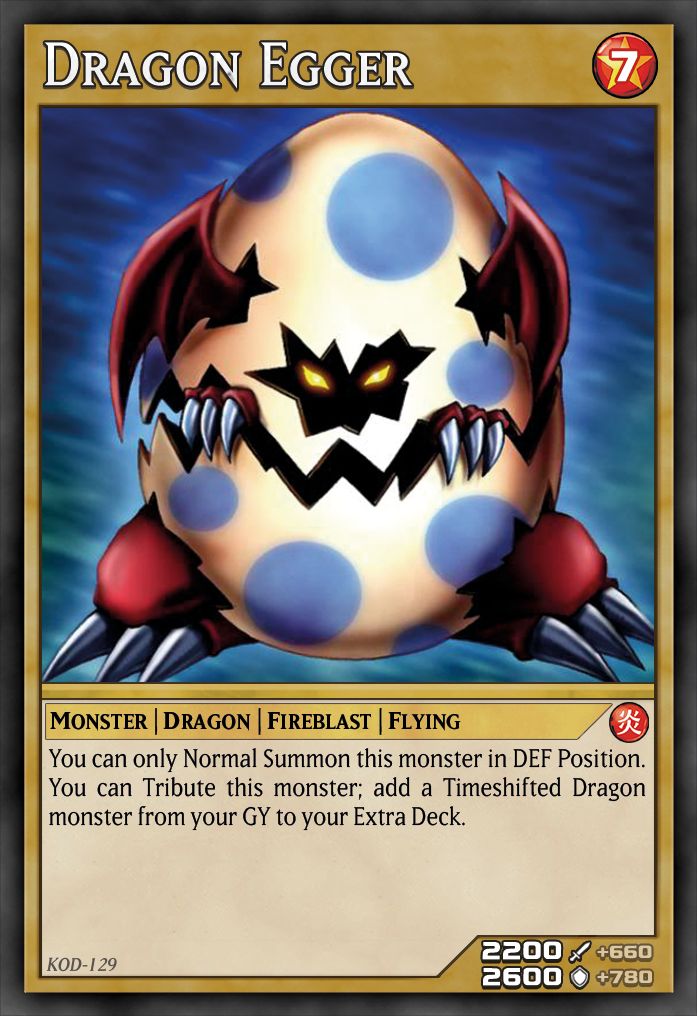 Dragon Egger
7
Monster | Dragon | Fireblast | Flying
炎
You can only Normal Summon this monster in DEF Position.
You can Tribute this monster; add a Timeshifted Dragon
monster from your GY to your Extra Deck.
2200 +660
KOD-129
2600 +780